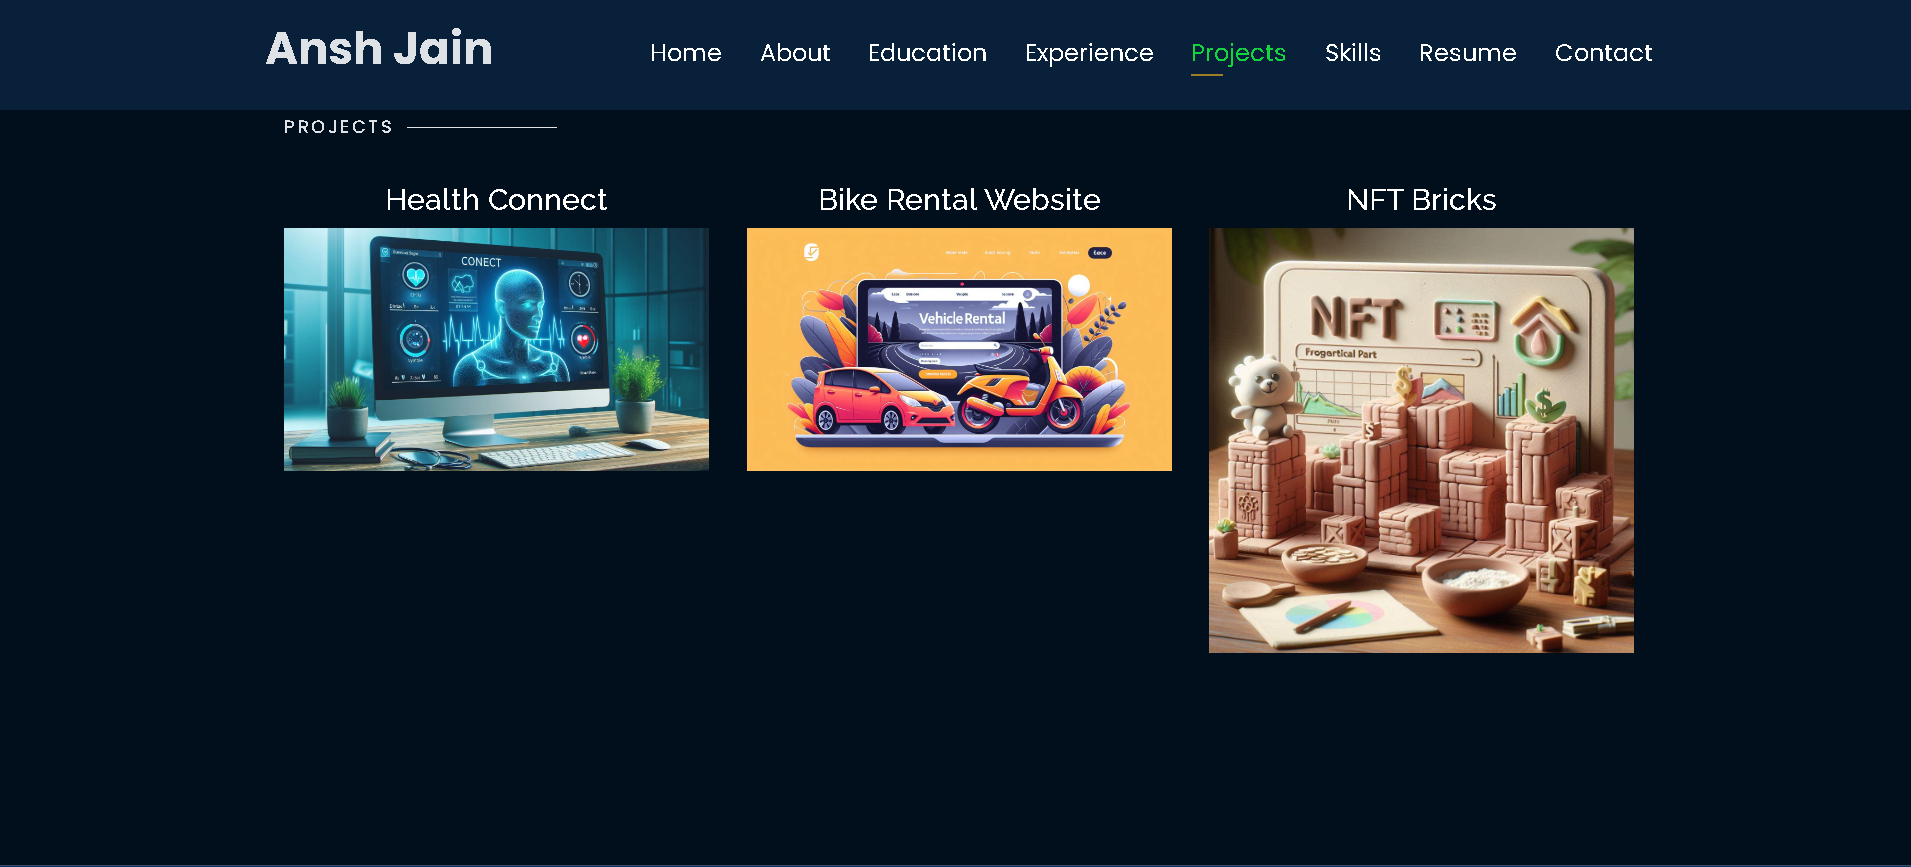 Ansh Jain
Home About Education Experience Projects Skills Resume Contact
PROJECTS
Health Connect
Bike Rental Website
NFT Bricks
CONECT
Vehicle Rental
NFT
Frogertical Part